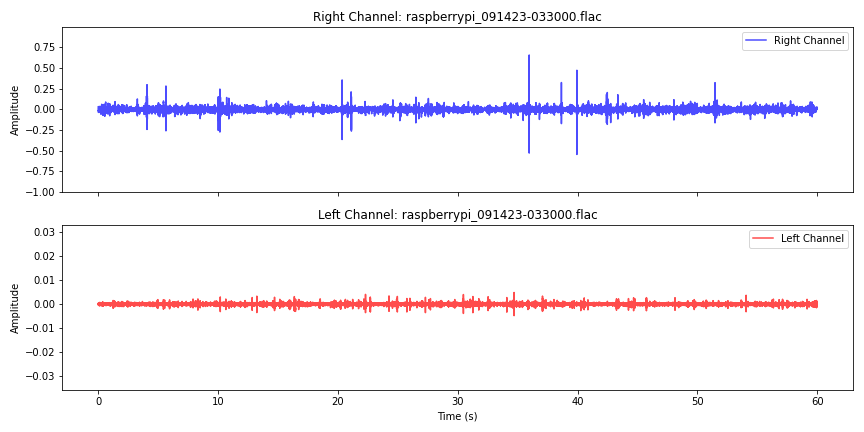 Right Channel: raspberrypi_091423-033000.flac
Right Channel
Amplitude
0.75
0.50
0.25
0.00
−0.25
−0.50
−0.75
−1.00
Left Channel: raspberrypi_091423-033000.flac
Left Channel
Amplitude
0.03
0.02
0.01
0.00
−0.01
−0.02
−0.03
0 10 20 30 40 50 60
Time (s)